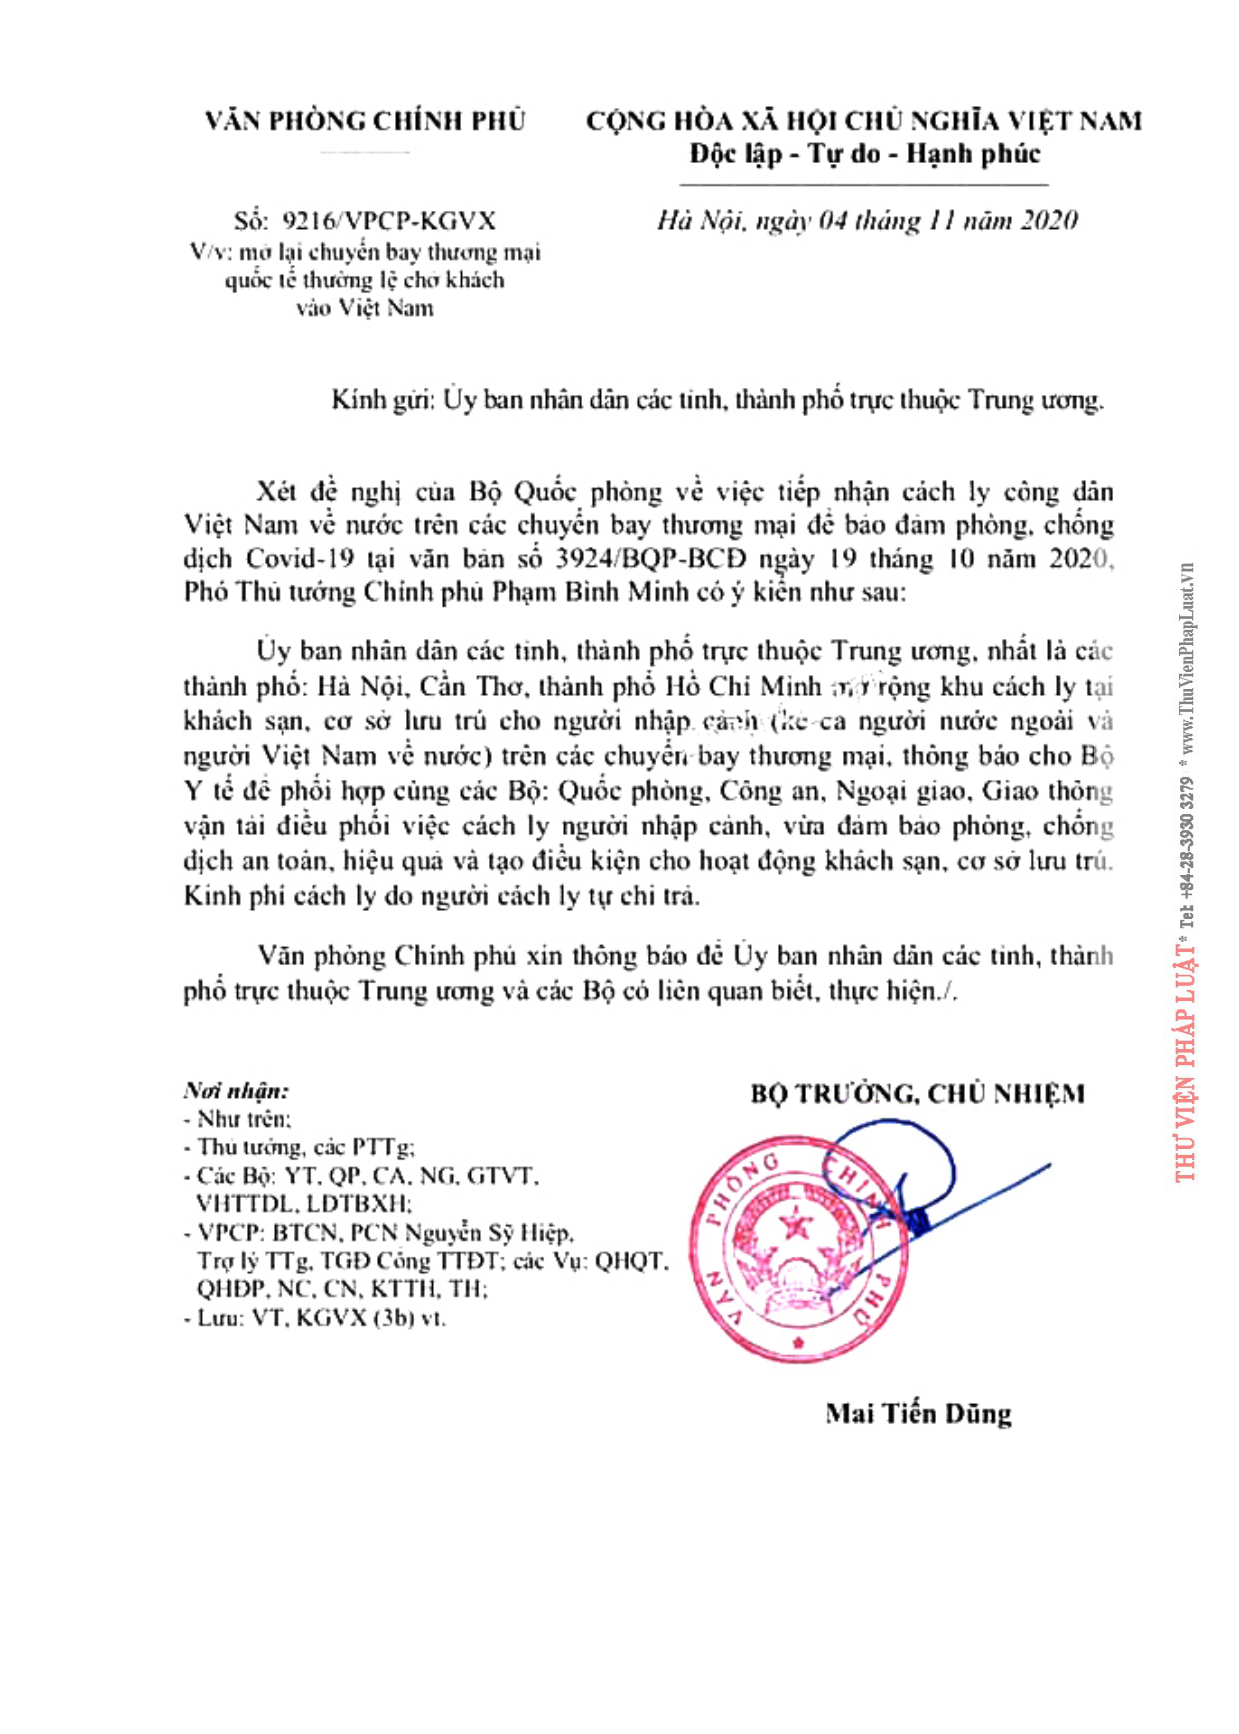 VĂN PHÒNG CHÍNH PHỦ
CỘNG HÒA XÃ HỘI CHỦ NGHĨA VIỆT NAM
Độc lập - Tự do - Hạnh phúc
Số: 9216/VPCP-KGVX
Hà Nội, ngày 04 tháng 11 năm 2020
V/v: mở lại chuyến bay thương mại
quốc tế thường lệ chở khách
vào Việt Nam
Kính gửi: Ủy ban nhân dân các tỉnh, thành phố trực thuộc Trung ương.
Xét đề nghị của Bộ Quốc phòng về việc tiếp nhận cách ly công dân
Việt Nam về nước trên các chuyến bay thương mại để bảo đảm phòng, chống
dịch Covid-19 tại văn bản số 3924/BQP-BCĐ ngày 19 tháng 10 năm 2020,
Phó Thủ tướng Chính phủ Phạm Bình Minh có ý kiến như sau:
Ủy ban nhân dân các tỉnh, thành phố trực thuộc Trung ương, nhất là các
thành phố: Hà Nội, Cần Thơ, thành phố Hồ Chí Minh mở rộng khu cách ly tại
khách sạn, cơ sở lưu trú cho người nhập cảnh (kể cả người nước ngoài và
người Việt Nam về nước) trên các chuyến bay thương mại, thông báo cho Bộ
Y tế để phối hợp cùng các Bộ: Quốc phòng, Công an, Ngoại giao, Giao thông
vận tải điều phối việc cách ly người nhập cảnh, vừa đảm bảo phòng, chống
dịch an toàn, hiệu quả và tạo điều kiện cho hoạt động khách sạn, cơ sở lưu trú.
Kinh phí cách ly do người cách ly tự chi trả.
Văn phòng Chính phủ xin thông báo để Ủy ban nhân dân các tỉnh, thành
phố trực thuộc Trung ương và các Bộ có liên quan biết, thực hiện./.
Nơi nhận:
- Như trên;
- Thủ tướng, các PTTg;
- Các Bộ: YT, QP, CA, NG, GTVT,
VHTTDL, LĐTBXH;
- VPCP: BTCN, PCN Nguyễn Sỹ Hiệp,
Trợ lý TTg, TGĐ Cổng TTĐT; các Vụ: QHQT,
QHĐP, NC, CN, KTTH, TH;
- Lưu: VT, KGVX (3b) vt.
BỘ TRƯỞNG, CHỦ NHIỆM
VĂN PHÒNG CHÍNH PHỦ
Mai Tiến Dũng
THƯ VIỆN PHÁP LUẬT * Tel: +84-28-3930 3279 * www.ThuVienPhapLuat.vn